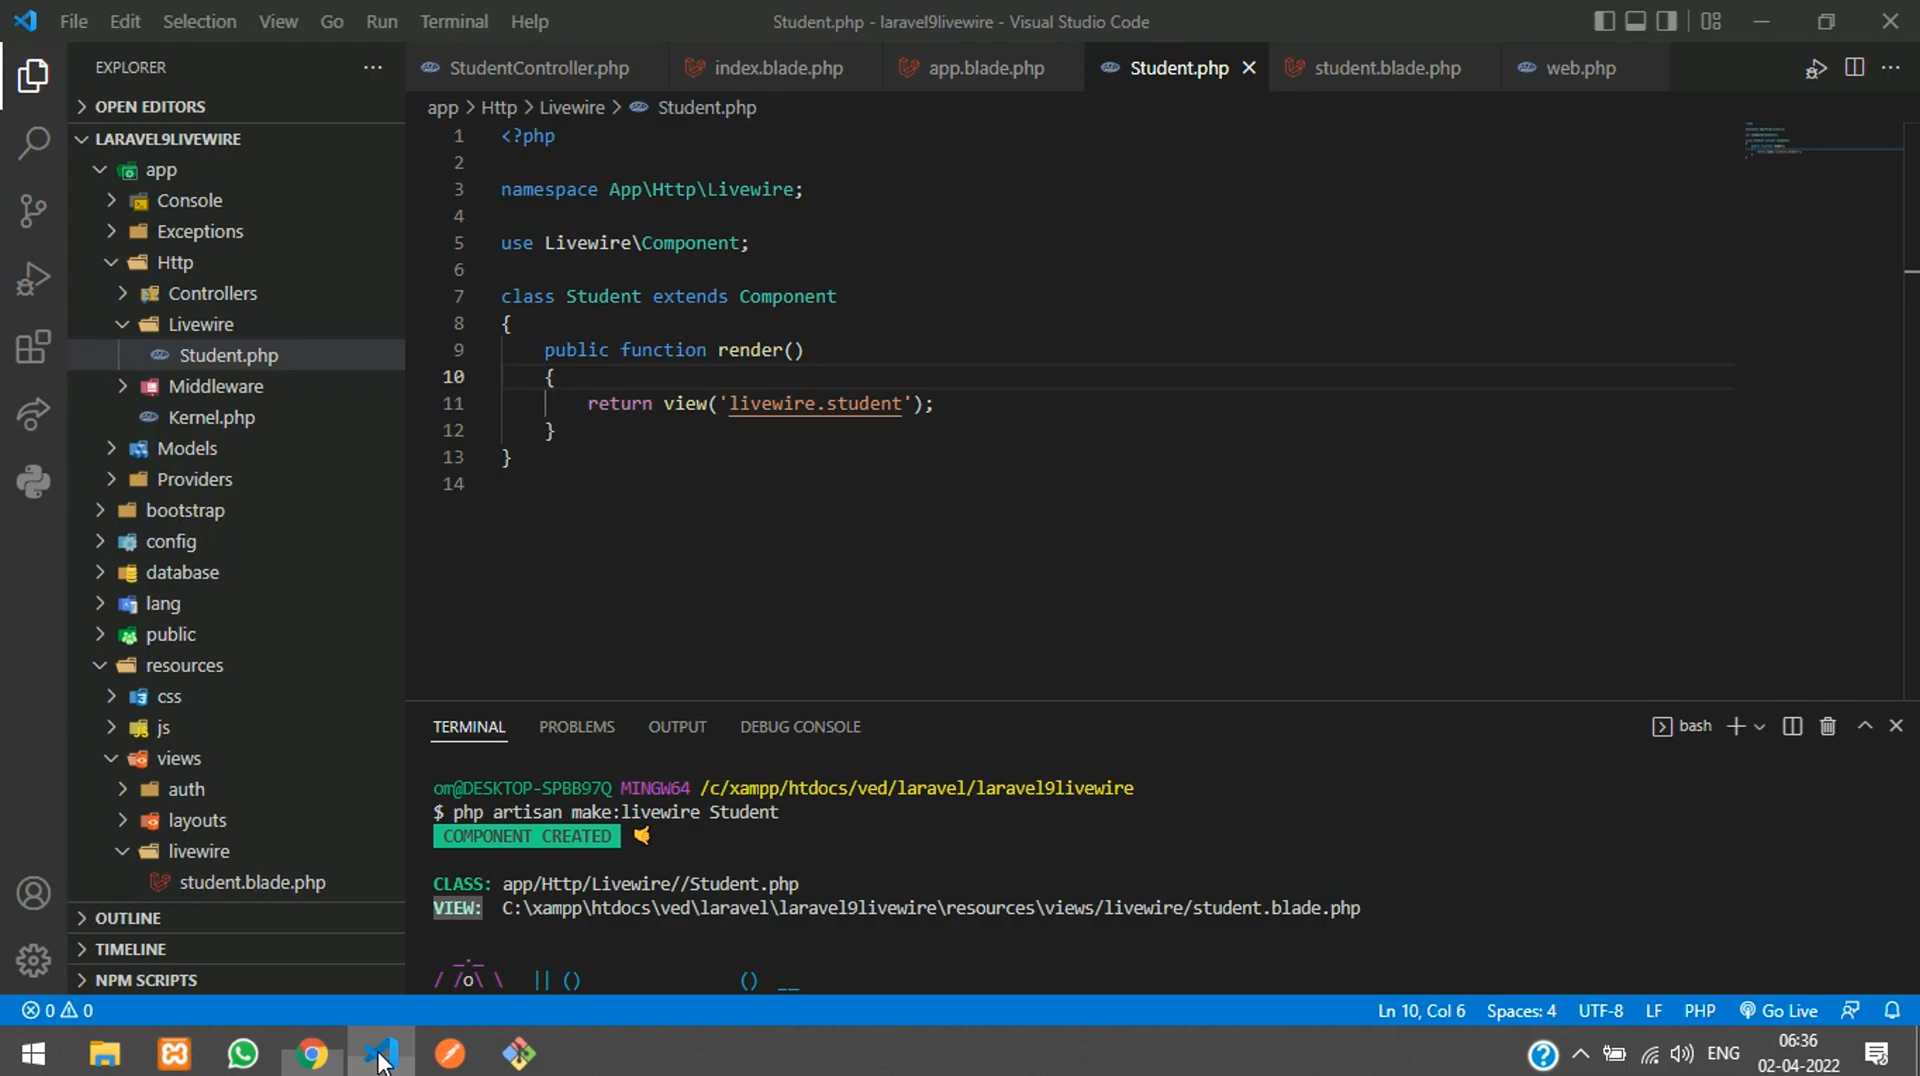 File Edit Selection View Go Run Terminal Help
Student.php - laravel9livewire - Visual Studio Code
EXPLORER
OPEN EDITORS
LARAVEL9LIVEWIRE
app
Console
Exceptions
Http
Controllers
Livewire
Student.php
Middleware
Kernel.php
Models
Providers
bootstrap
config
database
lang
public
resources
css
js
views
auth
layouts
livewire
student.blade.php
OUTLINE
TIMELINE
NPM SCRIPTS
StudentController.php index.blade.php app.blade.php Student.php student.blade.php web.php
app > Http > Livewire > Student.php
1 <?php
2
3 namespace App\Http\Livewire;
4
5 use Livewire\Component;
6
7 class Student extends Component
8 {
9 public function render()
10 {
11 return view('livewire.student');
12 }
13 }
14
TERMINAL PROBLEMS OUTPUT DEBUG CONSOLE
bash
om@DESKTOP-SPBB97Q MINGW64 /c/xampp/htdocs/ved/laravel/laravel9livewire
$ php artisan make:livewire Student
COMPONENT CREATED 🤙
CLASS: app/Http/Livewire//Student.php
VIEW: C:\xampp\htdocs\ved\laravel\laravel9livewire\resources\views/livewire/student.blade.php
_._
/ /o\ \ || () () __
0 0
Ln 10, Col 6 Spaces: 4 UTF-8 LF PHP Go Live
ENG
06:36
02-04-2022